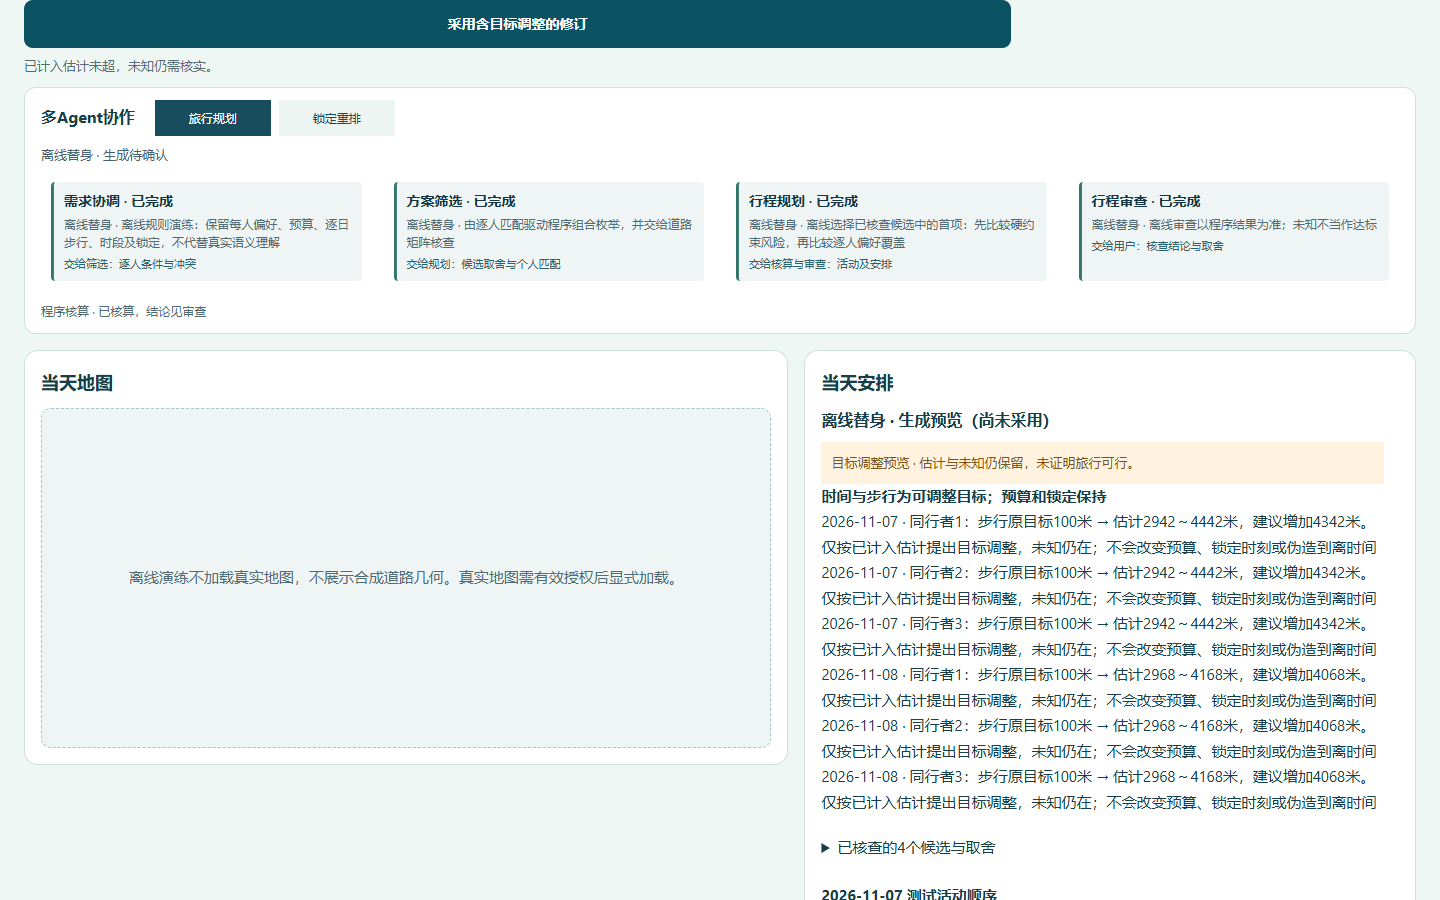 采用含目标调整的修订
已计入估计未超，未知仍需核实。
多Agent协作
旅行规划
锁定重排
离线替身 · 生成待确认
需求协调 · 已完成
离线替身 · 离线规则演练：保留每人偏好、预算、逐日
步行、时段及锁定，不代替真实语义理解
交给筛选：逐人条件与冲突
方案筛选 · 已完成
离线替身 · 由逐人匹配驱动程序组合枚举，并交给道路
矩阵核查
交给规划：候选取舍与个人匹配
行程规划 · 已完成
离线替身 · 离线选择已核查候选中的首项：先比较硬约
束风险，再比较逐人偏好覆盖
交给核算与审查：活动及安排
行程审查 · 已完成
离线替身 · 离线审查以程序结果为准；未知不当作达标
交给用户：核查结论与取舍
程序核算 · 已核算，结论见审查
当天地图
离线演练不加载真实地图，不展示合成道路几何。真实地图需有效授权后显式加载。
当天安排
离线替身 · 生成预览（尚未采用）
目标调整预览 · 估计与未知仍保留，未证明旅行可行。
时间与步行为可调整目标；预算和锁定保持
2026-11-07 · 同行者1：步行原目标100米 → 估计2942～4442米，建议增加4342米。
仅按已计入估计提出目标调整，未知仍在；不会改变预算、锁定时刻或伪造到离时间
2026-11-07 · 同行者2：步行原目标100米 → 估计2942～4442米，建议增加4342米。
仅按已计入估计提出目标调整，未知仍在；不会改变预算、锁定时刻或伪造到离时间
2026-11-07 · 同行者3：步行原目标100米 → 估计2942～4442米，建议增加4342米。
仅按已计入估计提出目标调整，未知仍在；不会改变预算、锁定时刻或伪造到离时间
2026-11-08 · 同行者1：步行原目标100米 → 估计2968～4168米，建议增加4068米。
仅按已计入估计提出目标调整，未知仍在；不会改变预算、锁定时刻或伪造到离时间
2026-11-08 · 同行者2：步行原目标100米 → 估计2968～4168米，建议增加4068米。
仅按已计入估计提出目标调整，未知仍在；不会改变预算、锁定时刻或伪造到离时间
2026-11-08 · 同行者3：步行原目标100米 → 估计2968～4168米，建议增加4068米。
仅按已计入估计提出目标调整，未知仍在；不会改变预算、锁定时刻或伪造到离时间
▶ 已核查的4个候选与取舍
2026-11-07 测试活动顺序